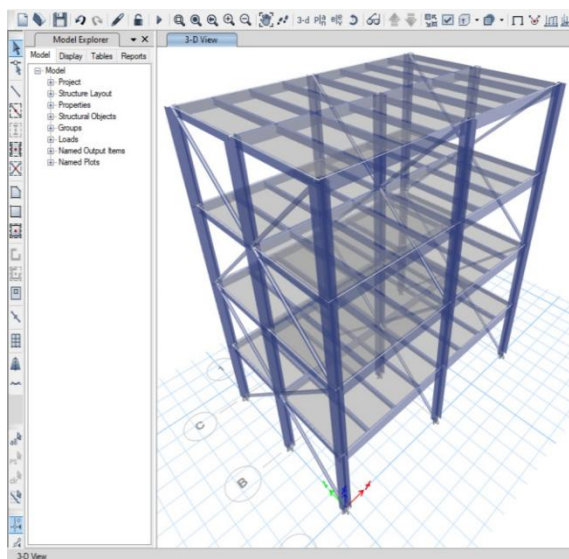 3-d
Model Explorer
3-D View
Model Display Tables Reports
Model
Project
Structure Layout
Properties
Structural Objects
Groups
Loads
Named Output Items
Named Plots
C
B
3-D View